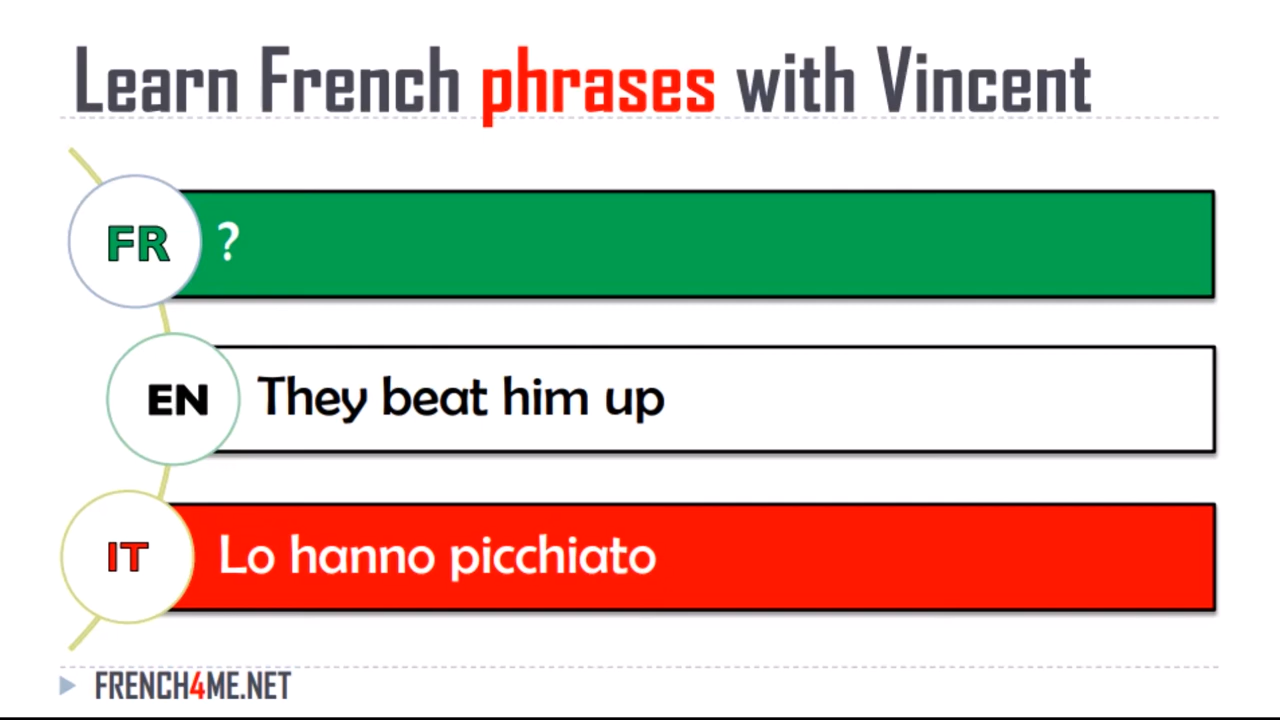 Learn French phrases with Vincent
FR ?
EN They beat him up
IT Lo hanno picchiato
FRENCH4ME.NET